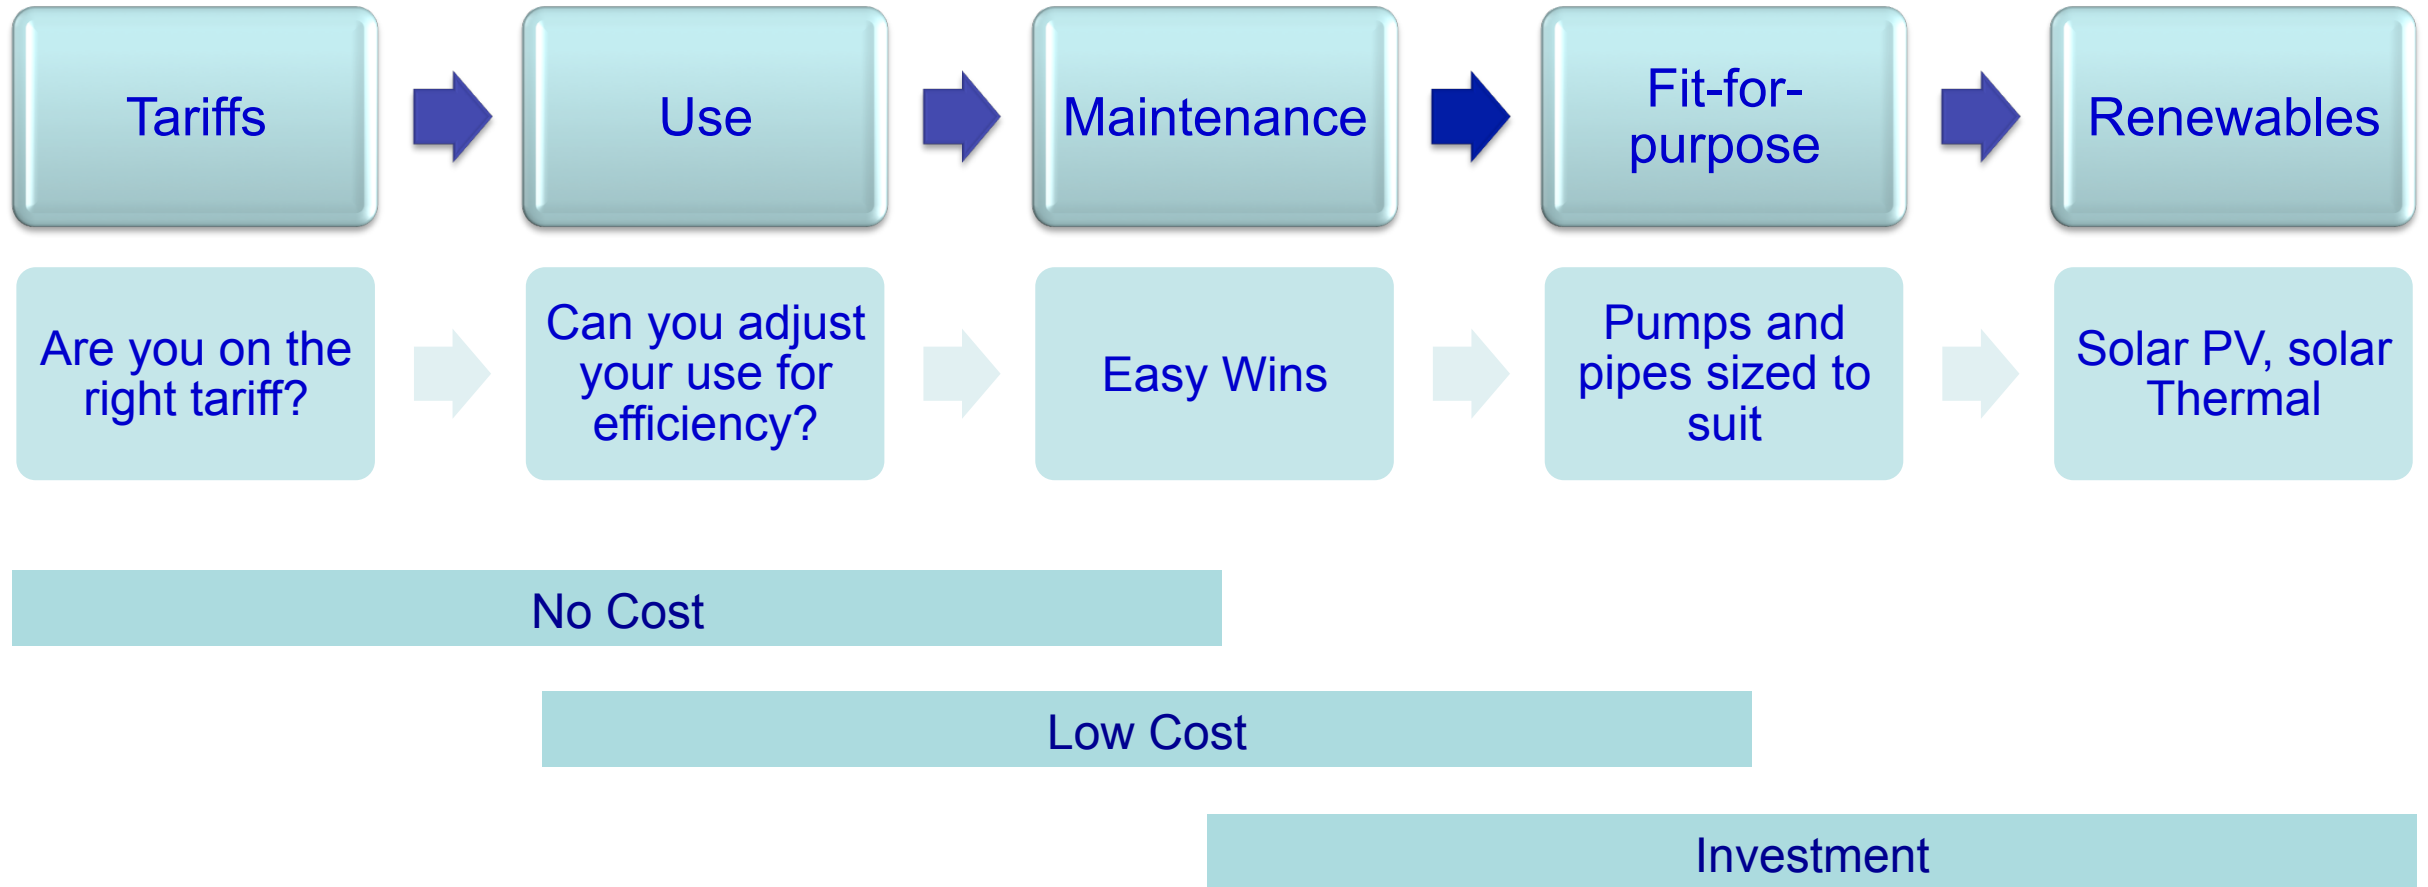 Tariffs
Use
Maintenance
Fit-for-
purpose
Renewables
Are you on the
right tariff?
Can you adjust
your use for
efficiency?
Easy Wins
Pumps and
pipes sized to
suit
Solar PV, solar
Thermal
No Cost
Low Cost
Investment